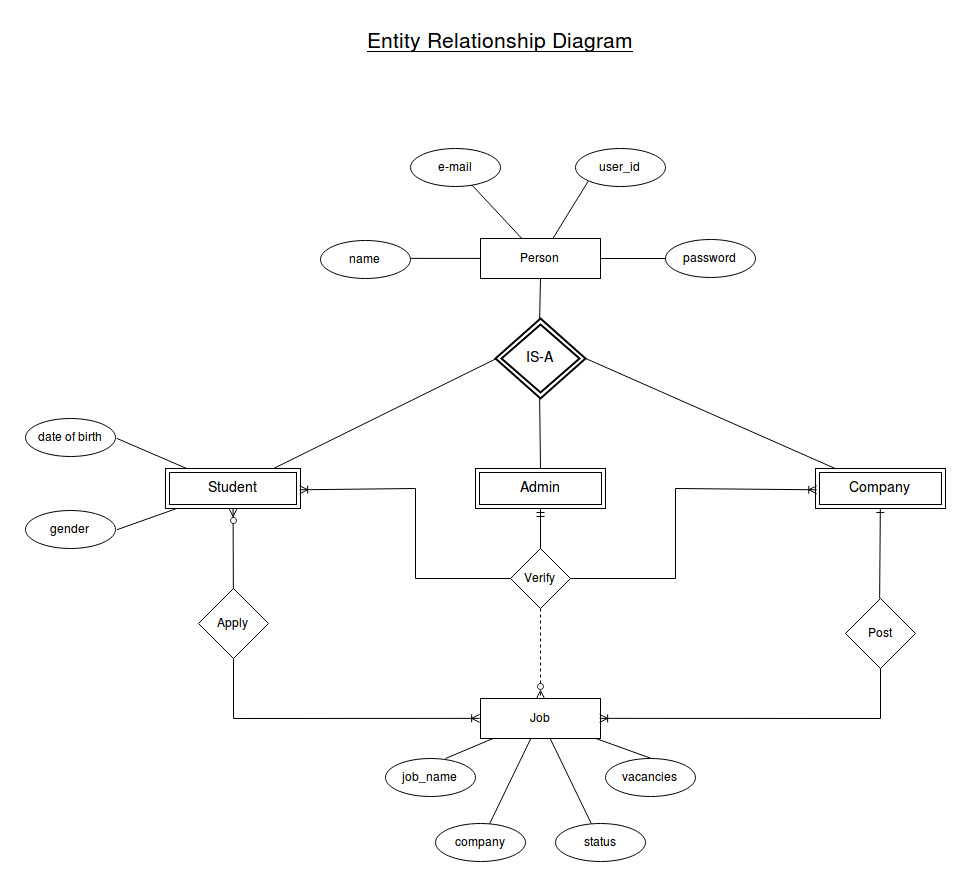 Entity Relationship Diagram
e-mail
user_id
name
Person
password
IS-A
date of birth
Student
Admin
Company
gender
Verify
Apply
Post
Job
job_name
vacancies
company
status